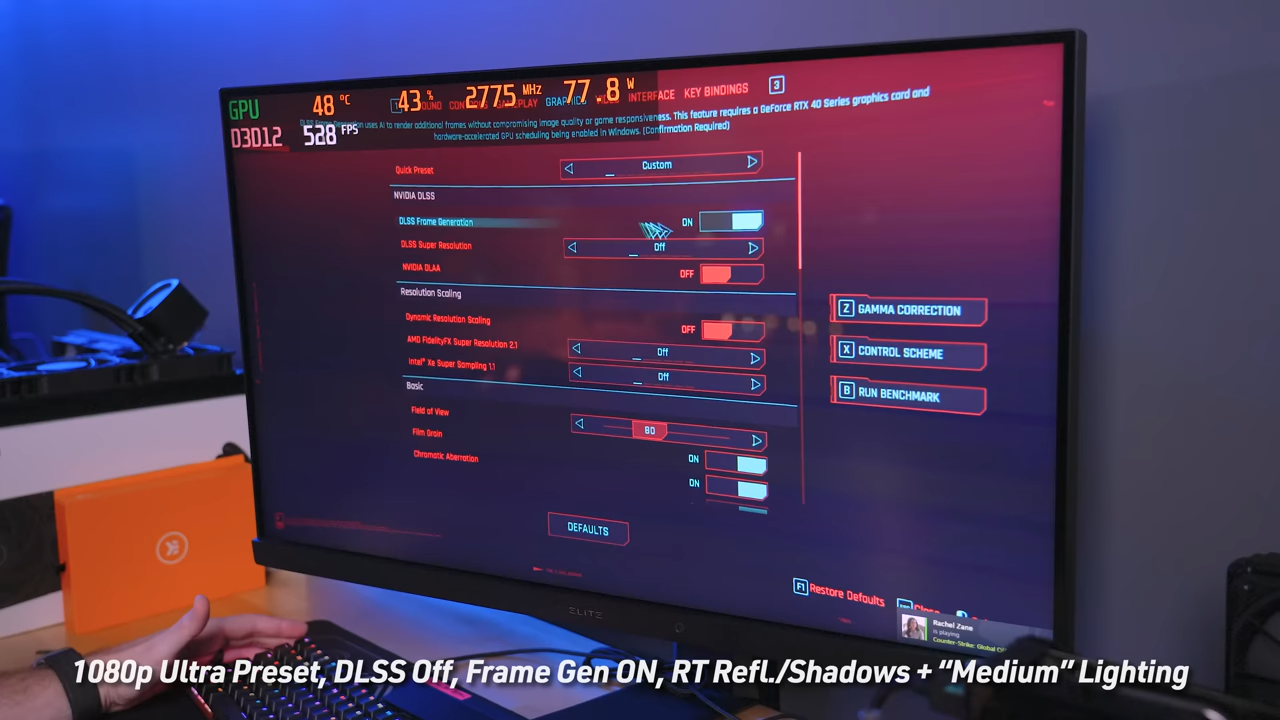 GPU 48 °C 43 % 2775 MHz 77.8 W
D3D12 528 FPS
GAMEPLAY GRAPHICS INTERFACE KEY BINDINGS 3
DLSS Frame Generation uses AI to render additional frames without compromising image quality or game responsiveness. This feature requires a GeForce RTX 40 Series graphics card and
hardware-accelerated GPU scheduling being enabled in Windows. (Confirmation Required)
Quick Preset Custom
NVIDIA DLSS
DLSS Frame Generation ON
DLSS Super Resolution Off
NVIDIA DLAA OFF
Resolution Scaling
Dynamic Resolution Scaling OFF
AMD FidelityFX Super Resolution 2.1 Off
Intel® Xe Super Sampling 1.1 Off
Basic
Field of View 80
Film Grain ON
Chromatic Aberration ON
Z GAMMA CORRECTION
X CONTROL SCHEME
B RUN BENCHMARK
DEFAULTS
F1 Restore Defaults
Rachel Zane
is playing
Counter-Strike: Global
ELITE
1080p Ultra Preset, DLSS Off, Frame Gen ON, RT Refl./Shadows + “Medium” Lighting